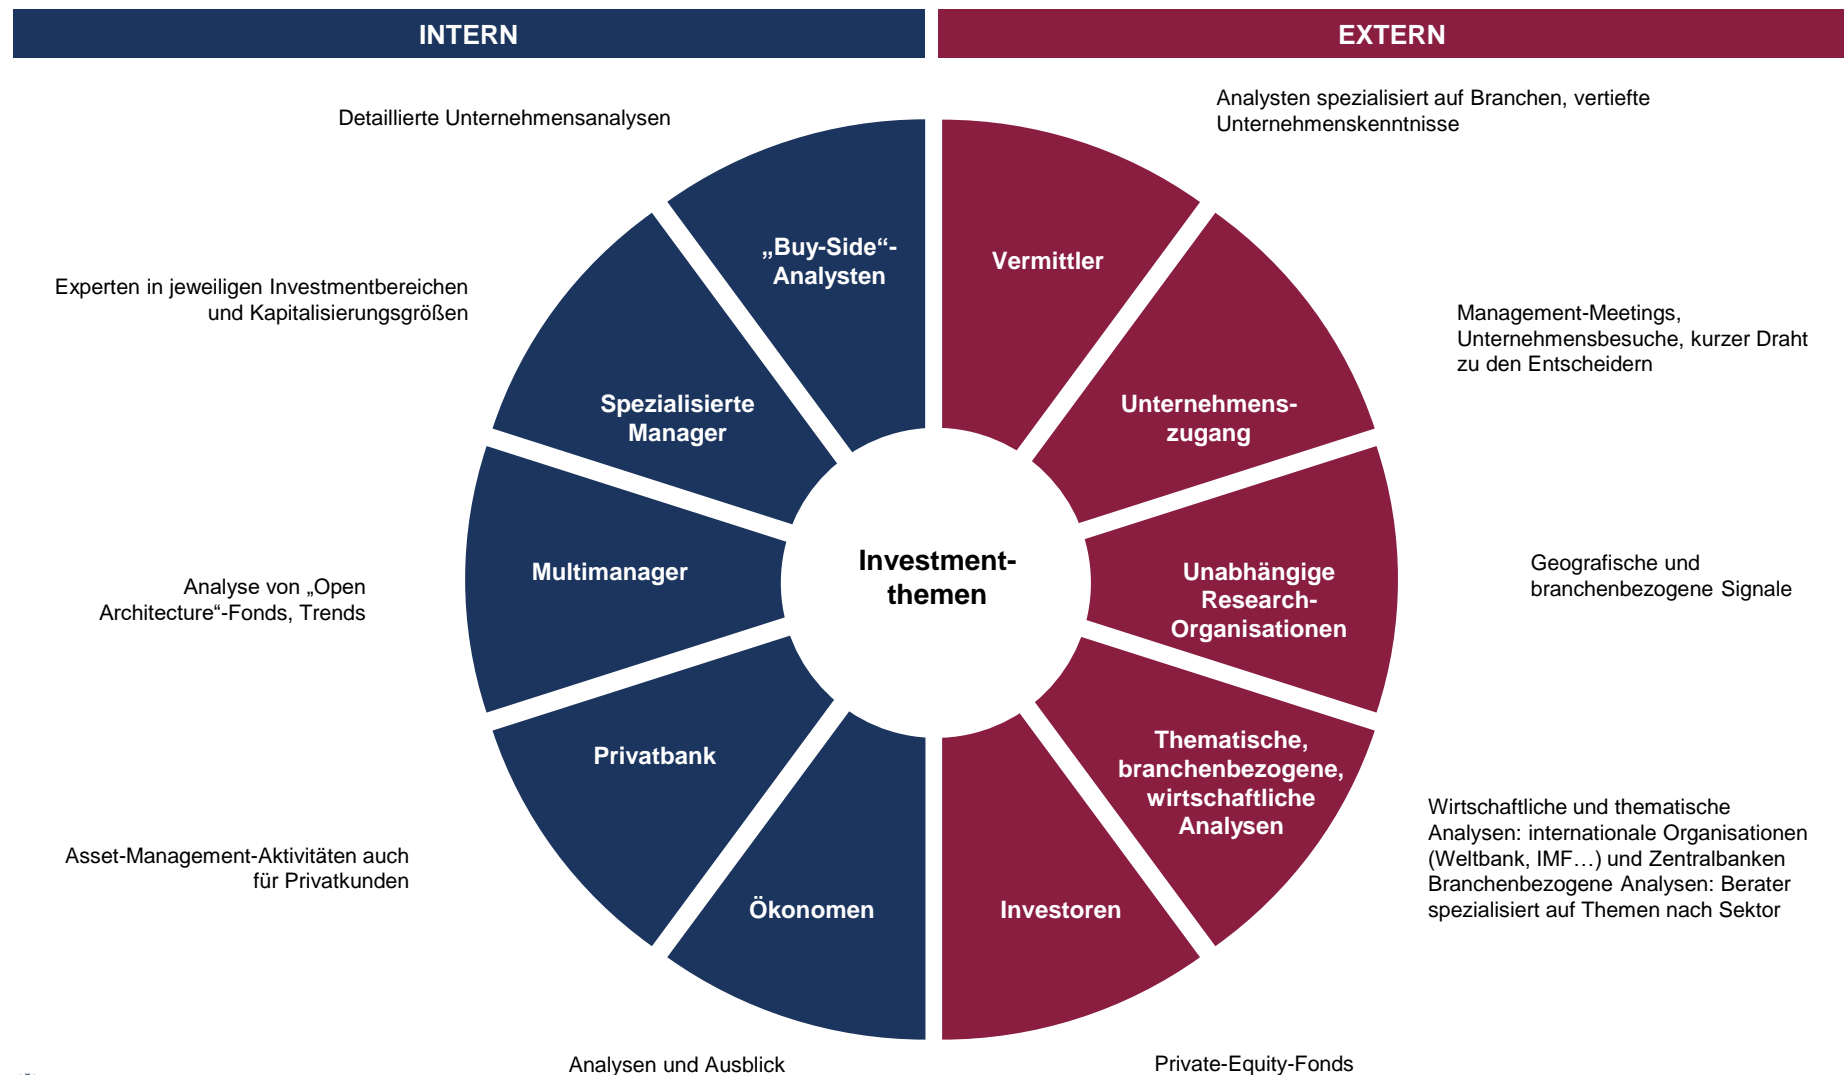 INTERN
EXTERN
Detaillierte Unternehmensanalysen
Analysten spezialisiert auf Branchen, vertiefte
Unternehmenskenntnisse
„Buy-Side“-
Analysten
Vermittler
Experten in jeweiligen Investmentbereichen
und Kapitalisierungsgrößen
Management-Meetings,
Unternehmensbesuche, kurzer Draht
zu den Entscheidern
Spezialisierte
Manager
Unternehmens-
zugang
Investment-
themen
Multimanager
Unabhängige
Research-
Organisationen
Geografische und
branchenbezogene Signale
Analyse von „Open
Architecture“-Fonds, Trends
Privatbank
Thematische,
branchenbezogene,
wirtschaftliche
Analysen
Asset-Management-Aktivitäten auch
für Privatkunden
Wirtschaftliche und thematische
Analysen: internationale Organisationen
(Weltbank, IMF…) und Zentralbanken
Branchenbezogene Analysen: Berater
spezialisiert auf Themen nach Sektor
Ökonomen
Investoren
Analysen und Ausblick
Private-Equity-Fonds